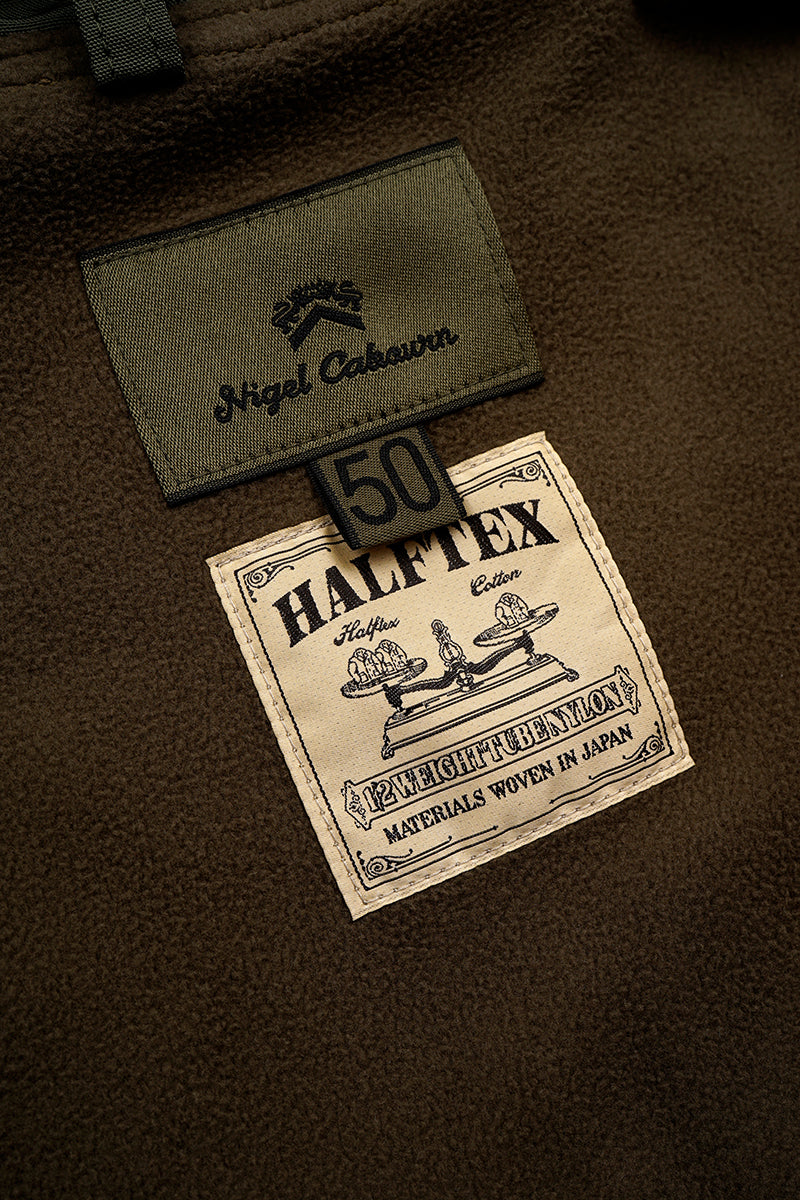 Nigel Cabourn
50
HALFTEX
Halftex
Cotton
1/2 WEIGHT TUBE NYLON
MATERIALS WOVEN IN JAPAN